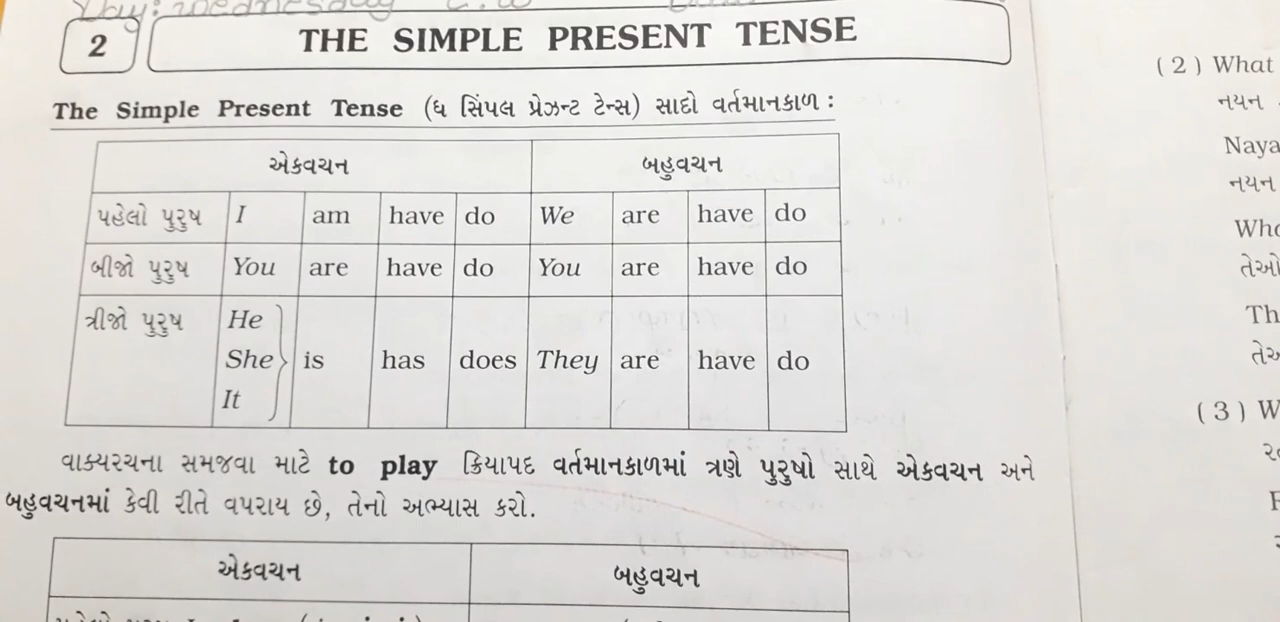 Day: Wednesday C.W
2 THE SIMPLE PRESENT TENSE
The Simple Present Tense (ધ સિંપલ પ્રેઝન્ટ ટેન્સ) સાદો વર્તમાનકાળ :
એકવચન બહુવચન
પહેલો પુરુષ I am have do We are have do
બીજો પુરુષ You are have do You are have do
ત્રીજો પુરુષ He
She is has does They are have do
It
વાક્યરચના સમજવા માટે to play ક્રિયાપદ વર્તમાનકાળમાં ત્રણે પુરુષો સાથે એકવચન અને
બહુવચનમાં કેવી રીતે વપરાય છે, તેનો અભ્યાસ કરો.
એકવચન બહુવચન
( 2 ) What
નયન
Naya
નયન
Who
તેઓ
Th
તેઅ
( 3 ) W